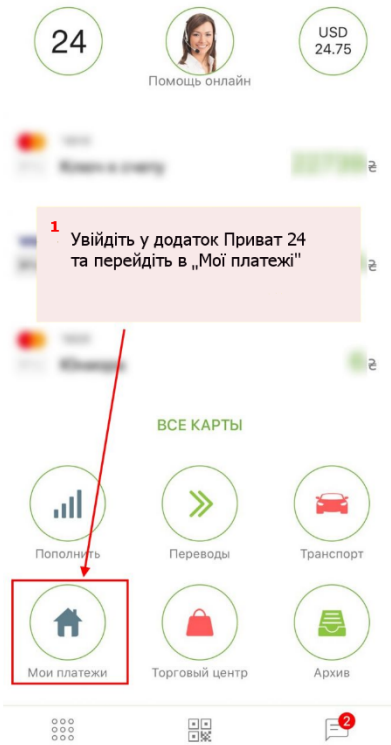 24
USD
24.75
Помощь онлайн
₴
1
Увійдіть у додаток Приват 24
та перейдіть в „Мої платежі"
₴
₴
ВСЕ КАРТЫ
Пополнить
Переводы
Транспорт
Мои платежи
Торговый центр
Архив
2